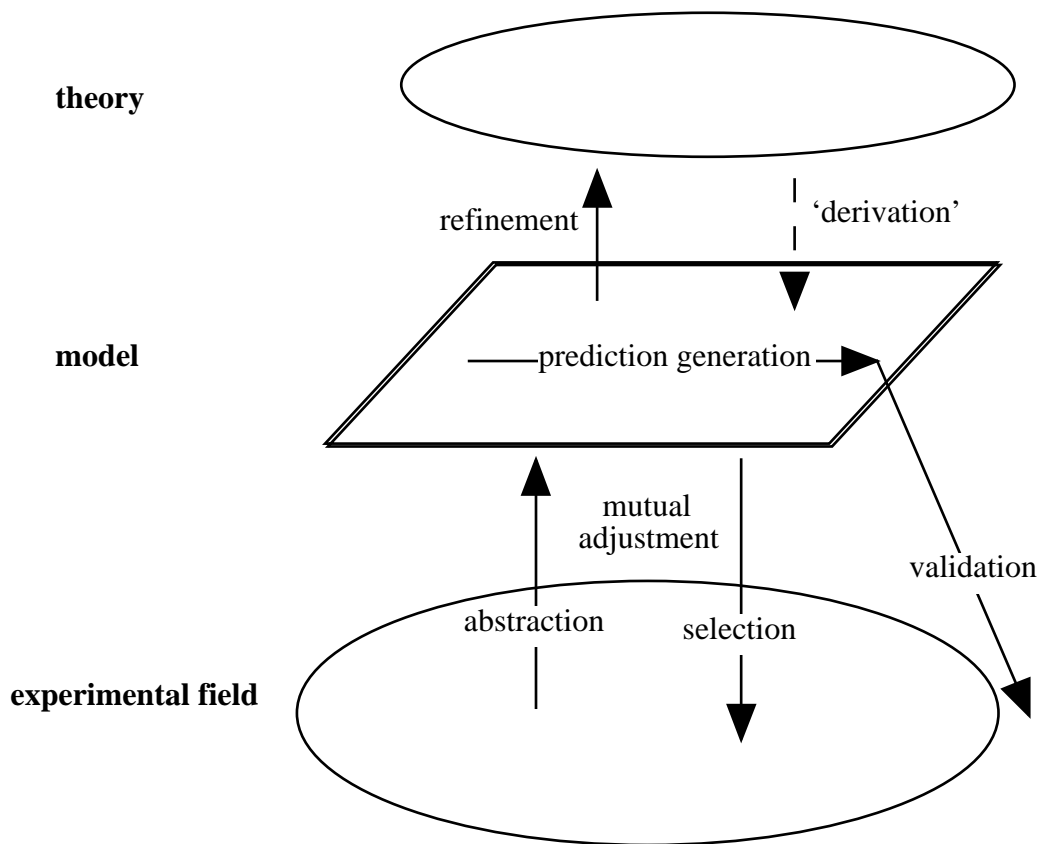 theory
refinement
‘derivation’
model
prediction generation
mutual
adjustment
validation
abstraction
selection
experimental field